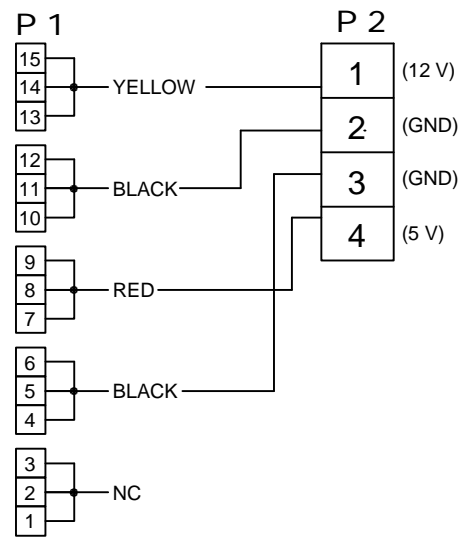 P 1
P 2
15
14
13
YELLOW
12
11
10
BLACK
9
8
7
RED
6
5
4
BLACK
3
2
1
NC
1 (12 V)
2 (GND)
3 (GND)
4 (5 V)